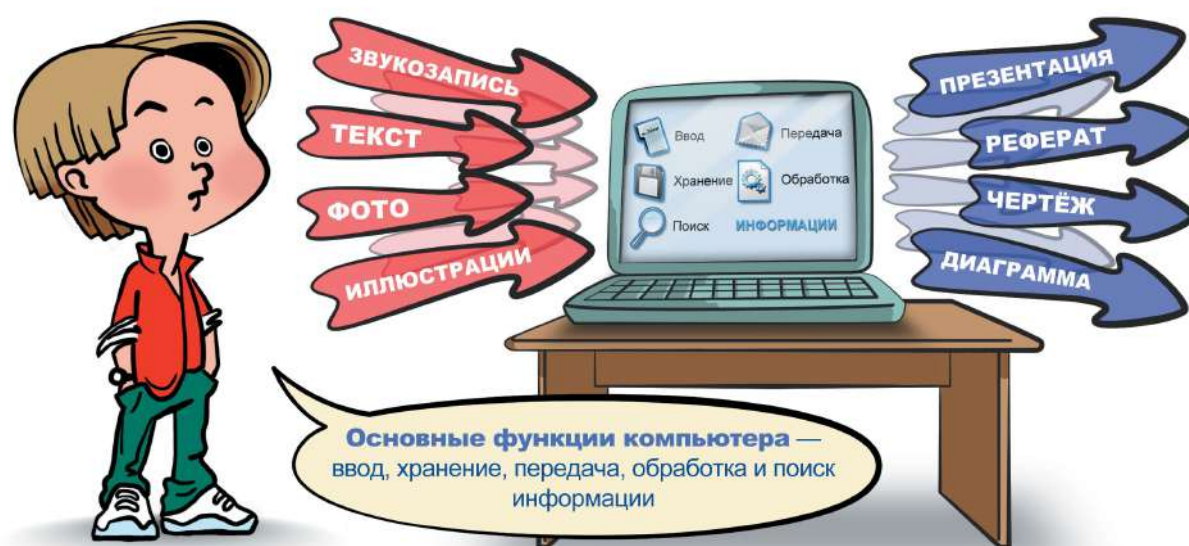 ЗВУКОЗАПИСЬ
ТЕКСТ
ФОТО
ИЛЛЮСТРАЦИИ
Ввод
Передача
Хранение
Обработка
Поиск
ИНФОРМАЦИИ
ПРЕЗЕНТАЦИЯ
РЕФЕРАТ
ЧЕРТЁЖ
ДИАГРАММА
Основные функции компьютера —
ввод, хранение, передача, обработка и поиск
информации